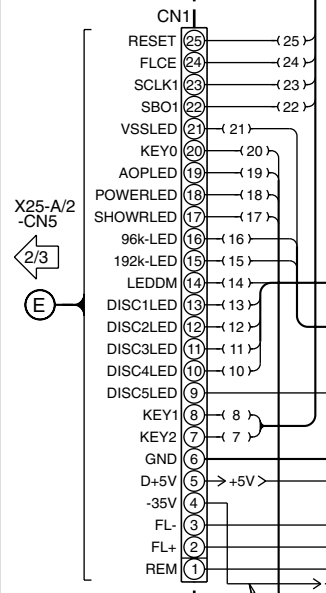 CN1
RESET 25 25
FLCE 24 24
SCLK1 23 23
SBO1 22 22
VSSLED 21 21
KEY0 20 20
AOPLED 19 19
POWERLED 18 18
SHOWRLED 17 17
X25-A/2
-CN5
96k-LED 16 16
2/3
192k-LED 15 15
LEDDM 14 14
E
DISC1LED 13 13
DISC2LED 12 12
DISC3LED 11 11
DISC4LED 10 10
DISC5LED 9
KEY1 8 8
KEY2 7 7
GND 6
D+5V 5 +5V
-35V 4
FL- 3
FL+ 2
REM 1